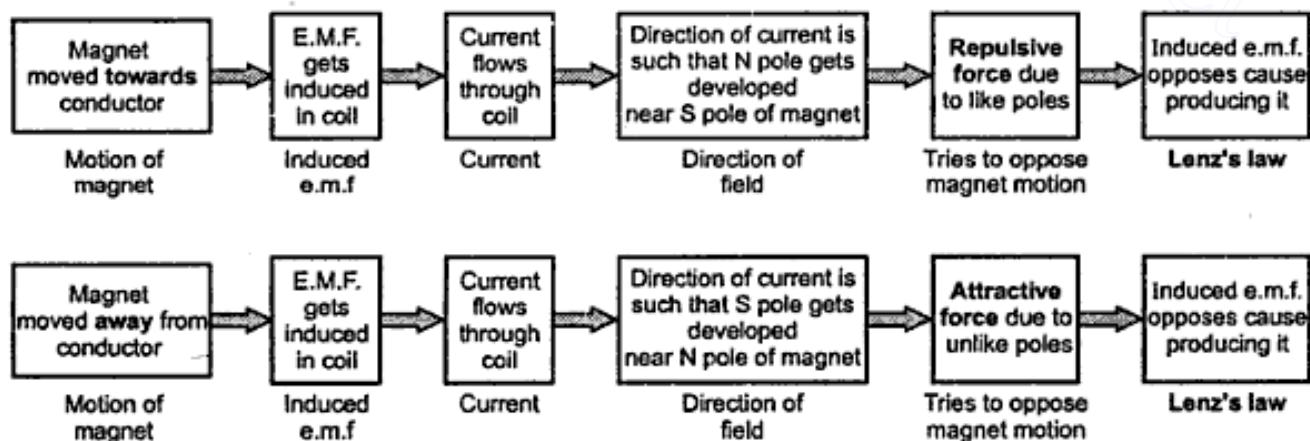 Magnet
moved towards
conductor
E.M.F.
gets
induced
in coil
Current
flows
through
coil
Direction of current is
such that N pole gets
developed
near S pole of magnet
Repulsive
force due
to like poles
Induced e.m.f.
opposes cause
producing it
Motion of
magnet
Induced
e.m.f
Current
Direction of
field
Tries to oppose
magnet motion
Lenz's law
Magnet
moved away from
conductor
E.M.F.
gets
induced
in coil
Current
flows
through
coil
Direction of current is
such that S pole gets
developed
near N pole of magnet
Attractive
force due to
unlike poles
Induced e.m.f.
opposes cause
producing it
Motion of
magnet
Induced
e.m.f
Current
Direction of
field
Tries to oppose
magnet motion
Lenz's law